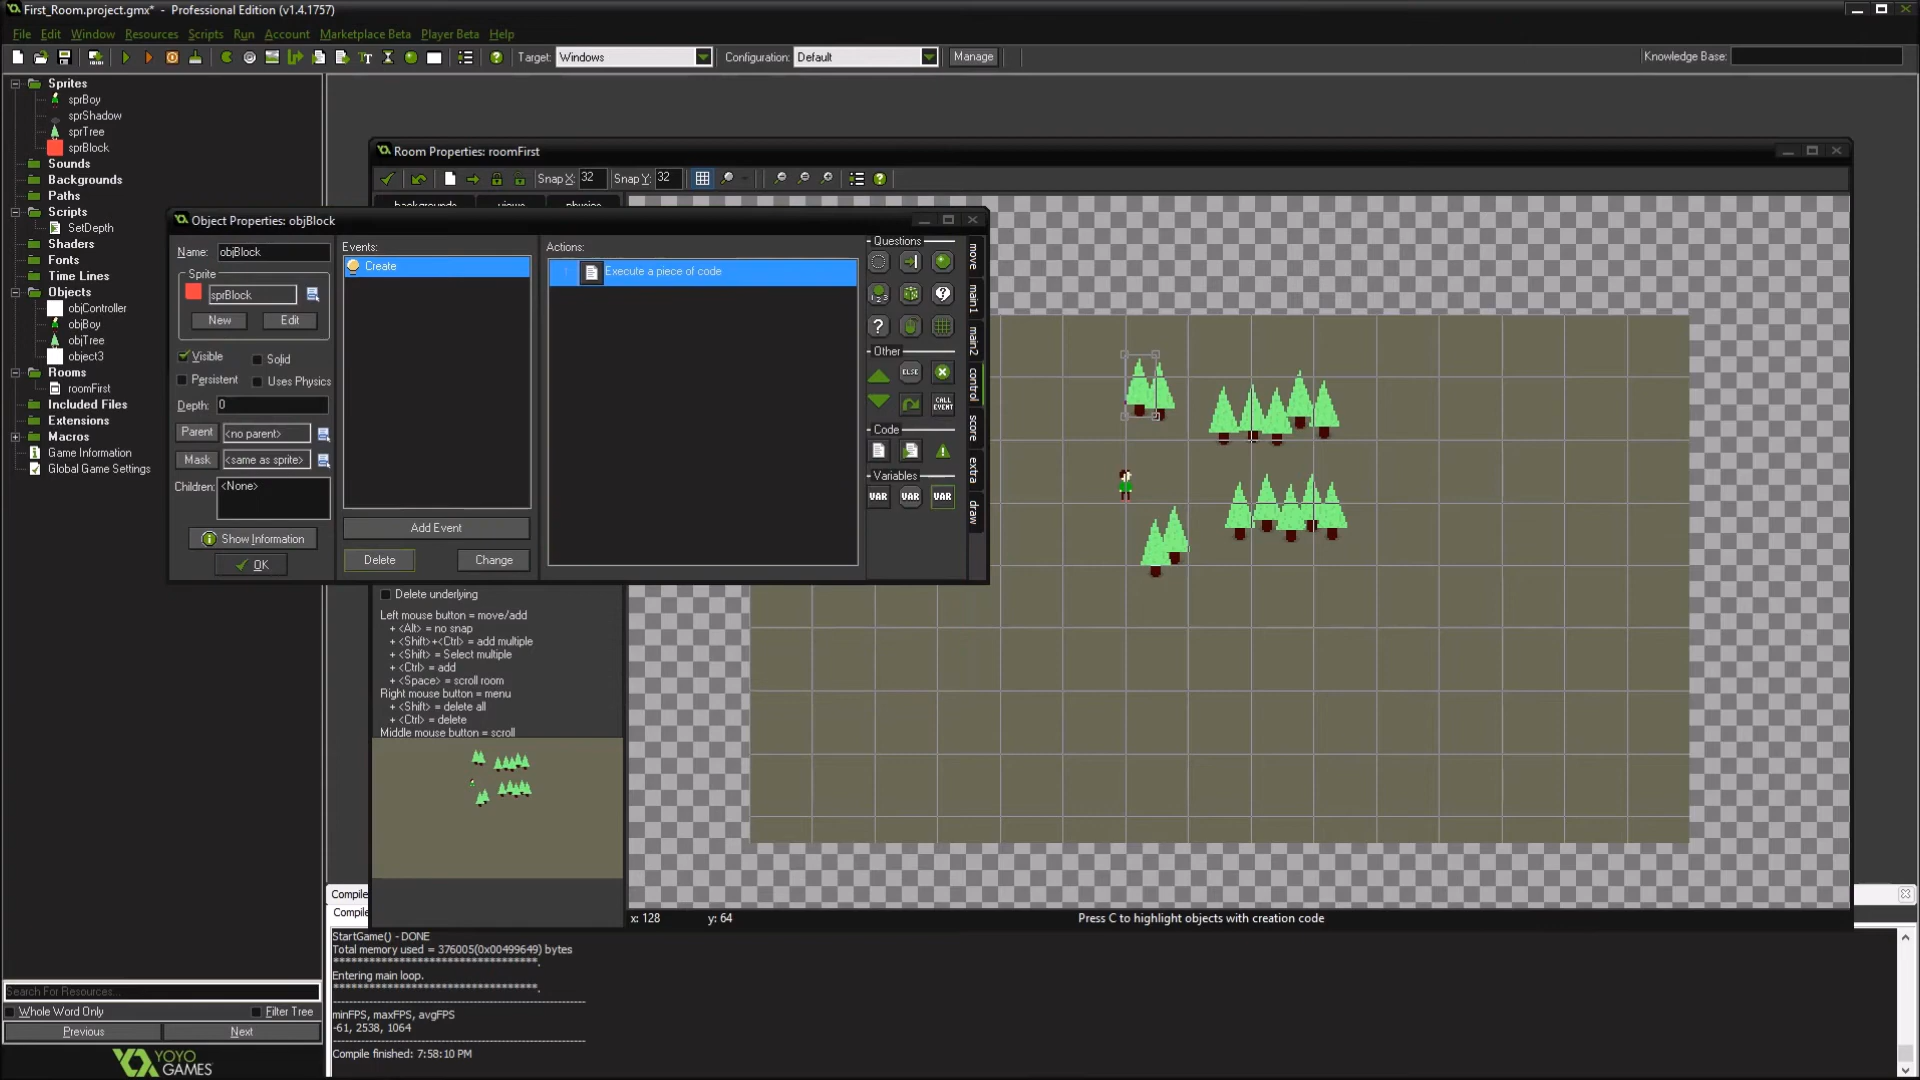 First_Room.project.gmx* - Professional Edition (v1.4.1757)
File Edit Window Resources Scripts Run Account Marketplace Beta Player Beta Help
Target: Windows Configuration: Default Manage Knowledge Base:
Sprites
sprBoy
sprShadow
sprTree
sprBlock
Sounds
Backgrounds
Paths
Scripts
SetDepth
Shaders
Fonts
Time Lines
Objects
objController
objBoy
objTree
object3
Rooms
roomFirst
Included Files
Extensions
Macros
Game Information
Global Game Settings
Search For Resources...
Whole Word Only Filter Tree
Previous Next
YOYO
GAMES
Room Properties: roomFirst
Snap X: 32 Snap Y: 32
backgrounds views physics
Object Properties: objBlock
Name: objBlock
Sprite
sprBlock
New Edit
Visible Solid
Persistent Uses Physics
Depth: 0
Parent <no parent>
Mask <same as sprite>
Children: <None>
Show Information
OK
Events:
Create
Add Event
Delete Change
Actions:
Execute a piece of code
Questions
Other
ELSE
CALL EVENT
Code
Variables
VAR VAR VAR
move
main1
main2
control
score
extra
draw
Delete underlying
Left mouse button = move/add
+ <Alt> = no snap
+ <Shift>+<Ctrl> = add multiple
+ <Shift> = Select multiple
+ <Ctrl> = add
+ <Space> = scroll room
Right mouse button = menu
+ <Shift> = delete all
+ <Ctrl> = delete
Middle mouse button = scroll
x: 128 y: 64 Press C to highlight objects with creation code
Compile
Compile
StartGame() - DONE
Total memory used = 376005(0x00499649) bytes
**********************************.
Entering main loop.
**********************************.
minFPS, maxFPS, avgFPS
-61, 2538, 1064
Compile finished: 7:58:10 PM